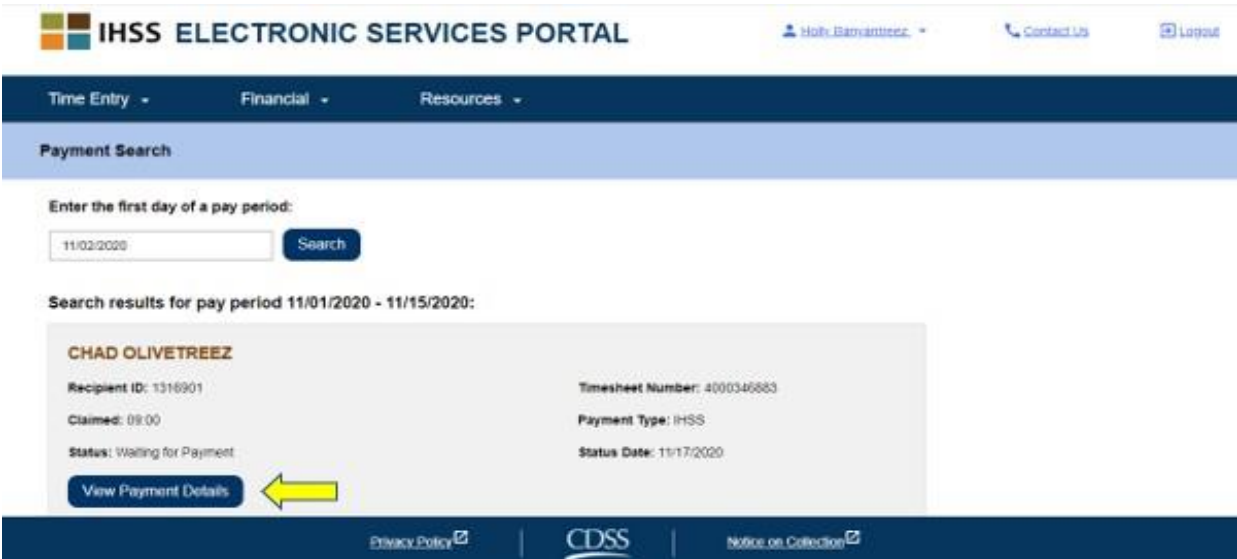 IHSS ELECTRONIC SERVICES PORTAL
Holly Banyantreez
Contact Us
Logout
Time Entry
Financial
Resources
Payment Search
Enter the first day of a pay period:
11/02/2020
Search
Search results for pay period 11/01/2020 - 11/15/2020:
CHAD OLIVETREEZ
Recipient ID: 1316901
Timesheet Number: 4000346883
Claimed: 09:00
Payment Type: IHSS
Status: Waiting for Payment
Status Date: 11/17/2020
View Payment Details
Privacy Policy
CDSS
Notice on Collection